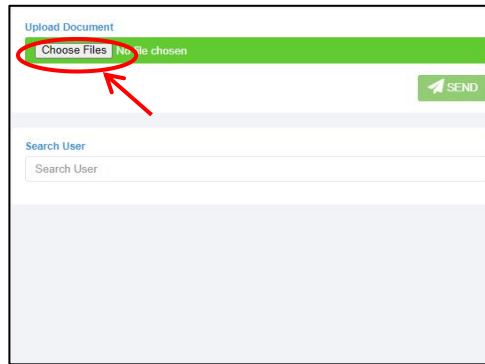 Upload Document
Choose Files No file chosen
SEND
Search User
Search User